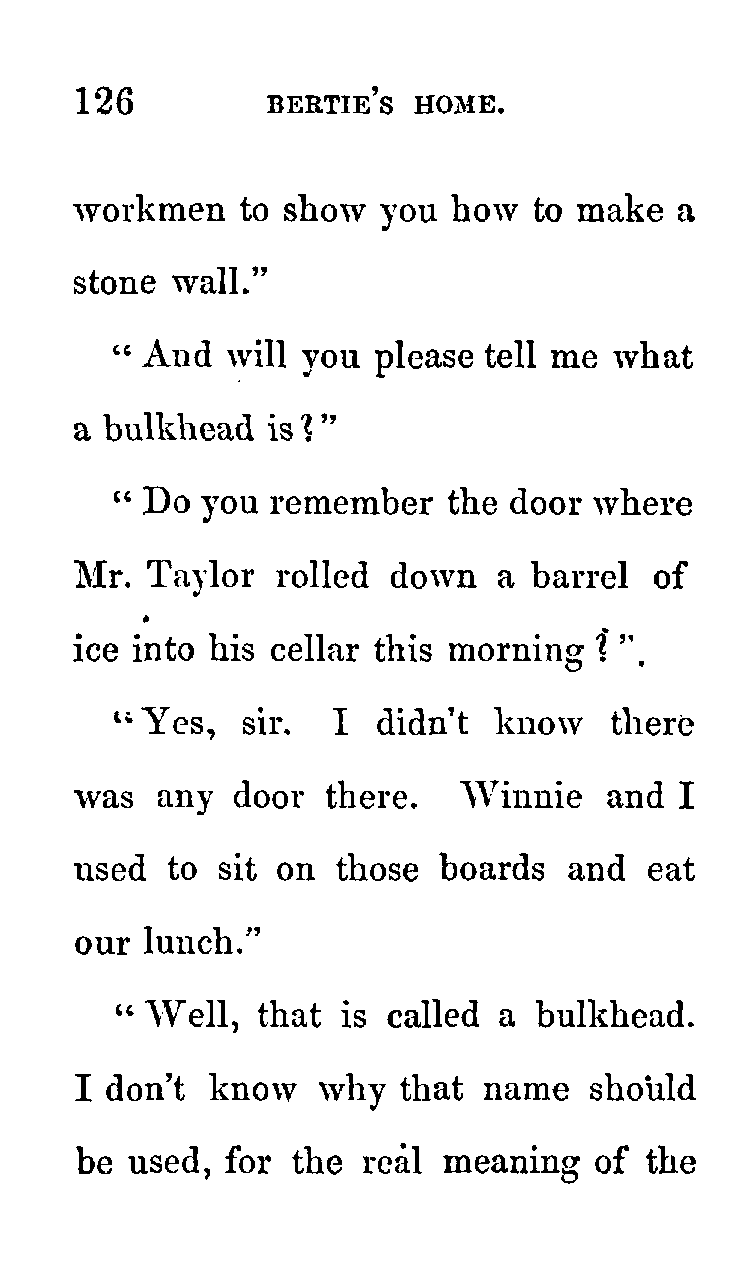 126 BERTIE'S HOME.
workmen to show you how to make a
stone wall."
" And will you please tell me what
a bulkhead is?"
" Do you remember the door where
Mr. Taylor rolled down a barrel of
ice into his cellar this morning?".
"Yes, sir. I didn't know there
was any door there. Winnie and I
used to sit on those boards and eat
our lunch."
" Well, that is called a bulkhead.
I don't know why that name should
be used, for the real meaning of the